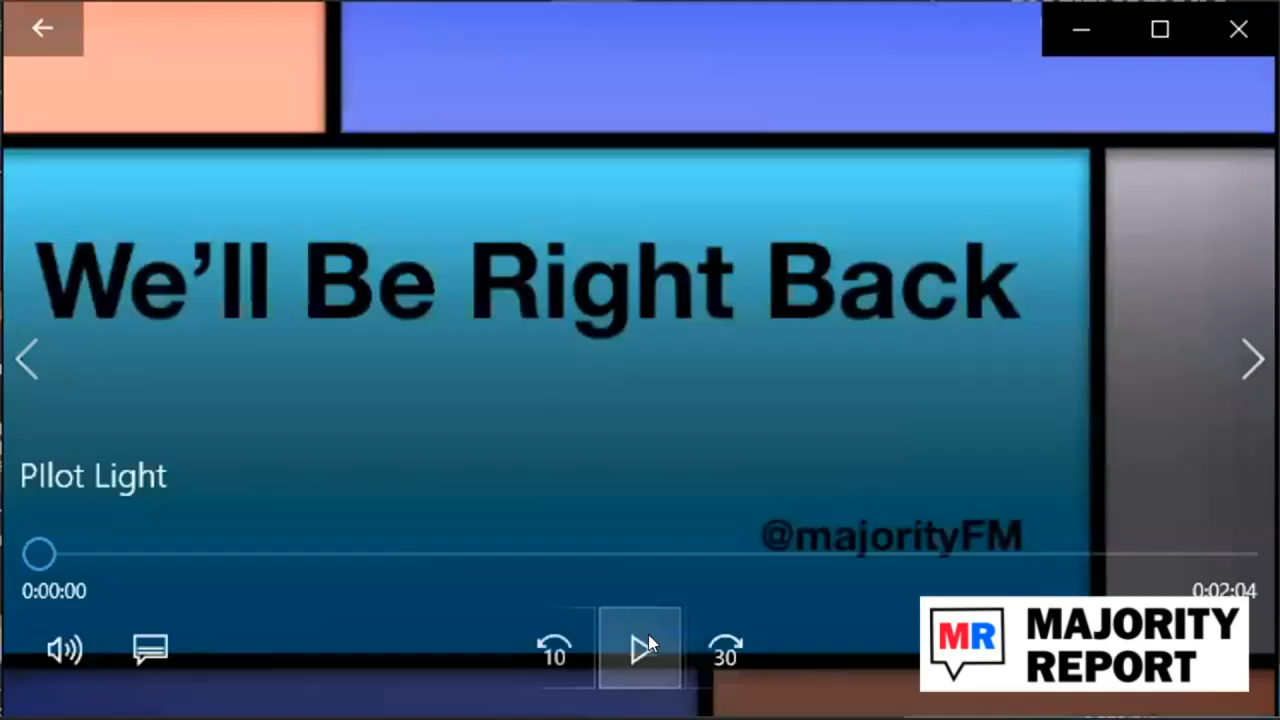 We'll Be Right Back
PIlot Light
@majorityFM
0:00:00
0:02:04
10
30
MR
MAJORITY
REPORT